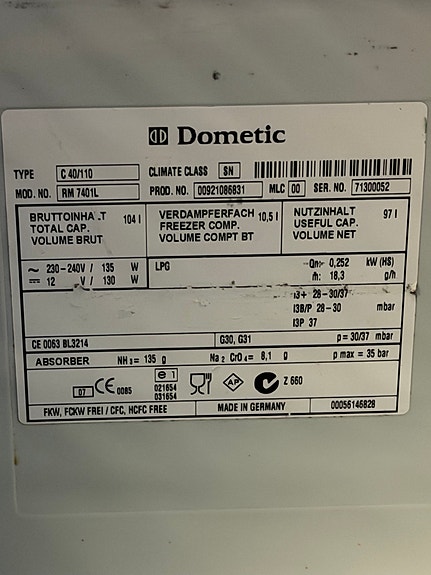 Dometic
TYPE C 40/110 CLIMATE CLASS SN
MOD. NO. RM 7401L PROD. NO. 00921086831 MLC 00 SER. NO. 71300052
BRUTTOINHALT 104 l
TOTAL CAP.
VOLUME BRUT
VERDAMPFERFACH 10,5 l
FREEZER COMP.
VOLUME COMPT BT
NUTZINHALT 97 l
USEFUL CAP.
VOLUME NET
~ 230-240V / 135 W
12 V / 130 W
LPG
Qn= 0,252 kW (HS)
ṁ: 18,3 g/h
I3+ 28-30/37
I3B/P 28-30 mbar
I3P 37
CE 0063 BL3214 G30, G31 p = 30/37 mbar
ABSORBER NH3 = 135 g Na2 CrO4 = 8,1 g p max = 35 bar
07 CE 0085 e1 021654 AP Z 660
031654
FKW, FCKW FREI / CFC, HCFC FREE MADE IN GERMANY 00056146828